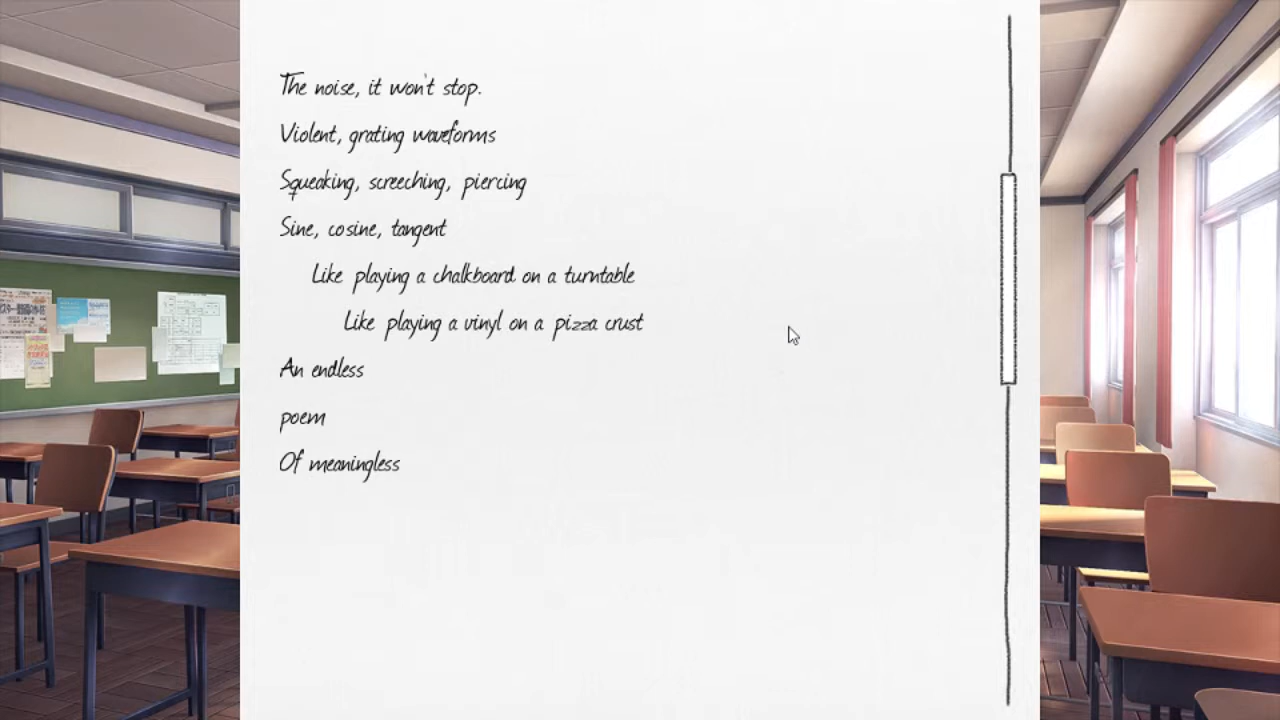 The noise, it won't stop.
Violent, grating waveforms
Squeaking, screeching, piercing
Sine, cosine, tangent
Like playing a chalkboard on a turntable
Like playing a vinyl on a pizza crust
An endless
poem
Of meaningless